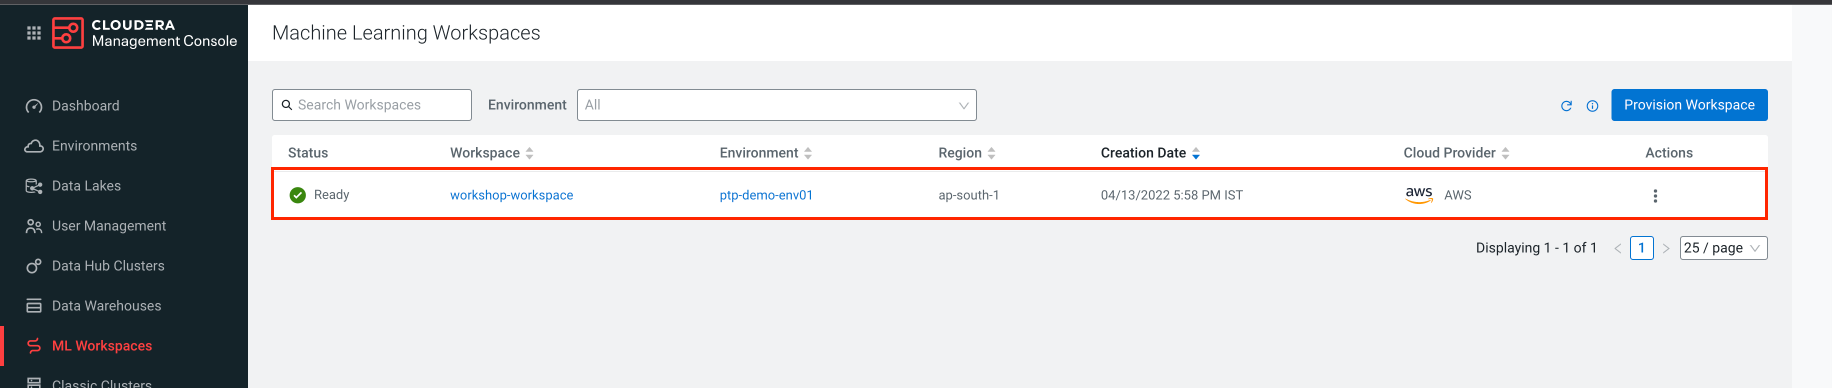 CLOUDERA
Management Console
Machine Learning Workspaces
Dashboard
Environments
Data Lakes
User Management
Data Hub Clusters
Data Warehouses
ML Workspaces
Classic Clusters
Search Workspaces Environment All Provision Workspace
Status Workspace Environment Region Creation Date Cloud Provider Actions
Ready workshop-workspace ptp-demo-env01 ap-south-1 04/13/2022 5:58 PM IST aws AWS
Displaying 1 - 1 of 1 < 1 > 25 / page